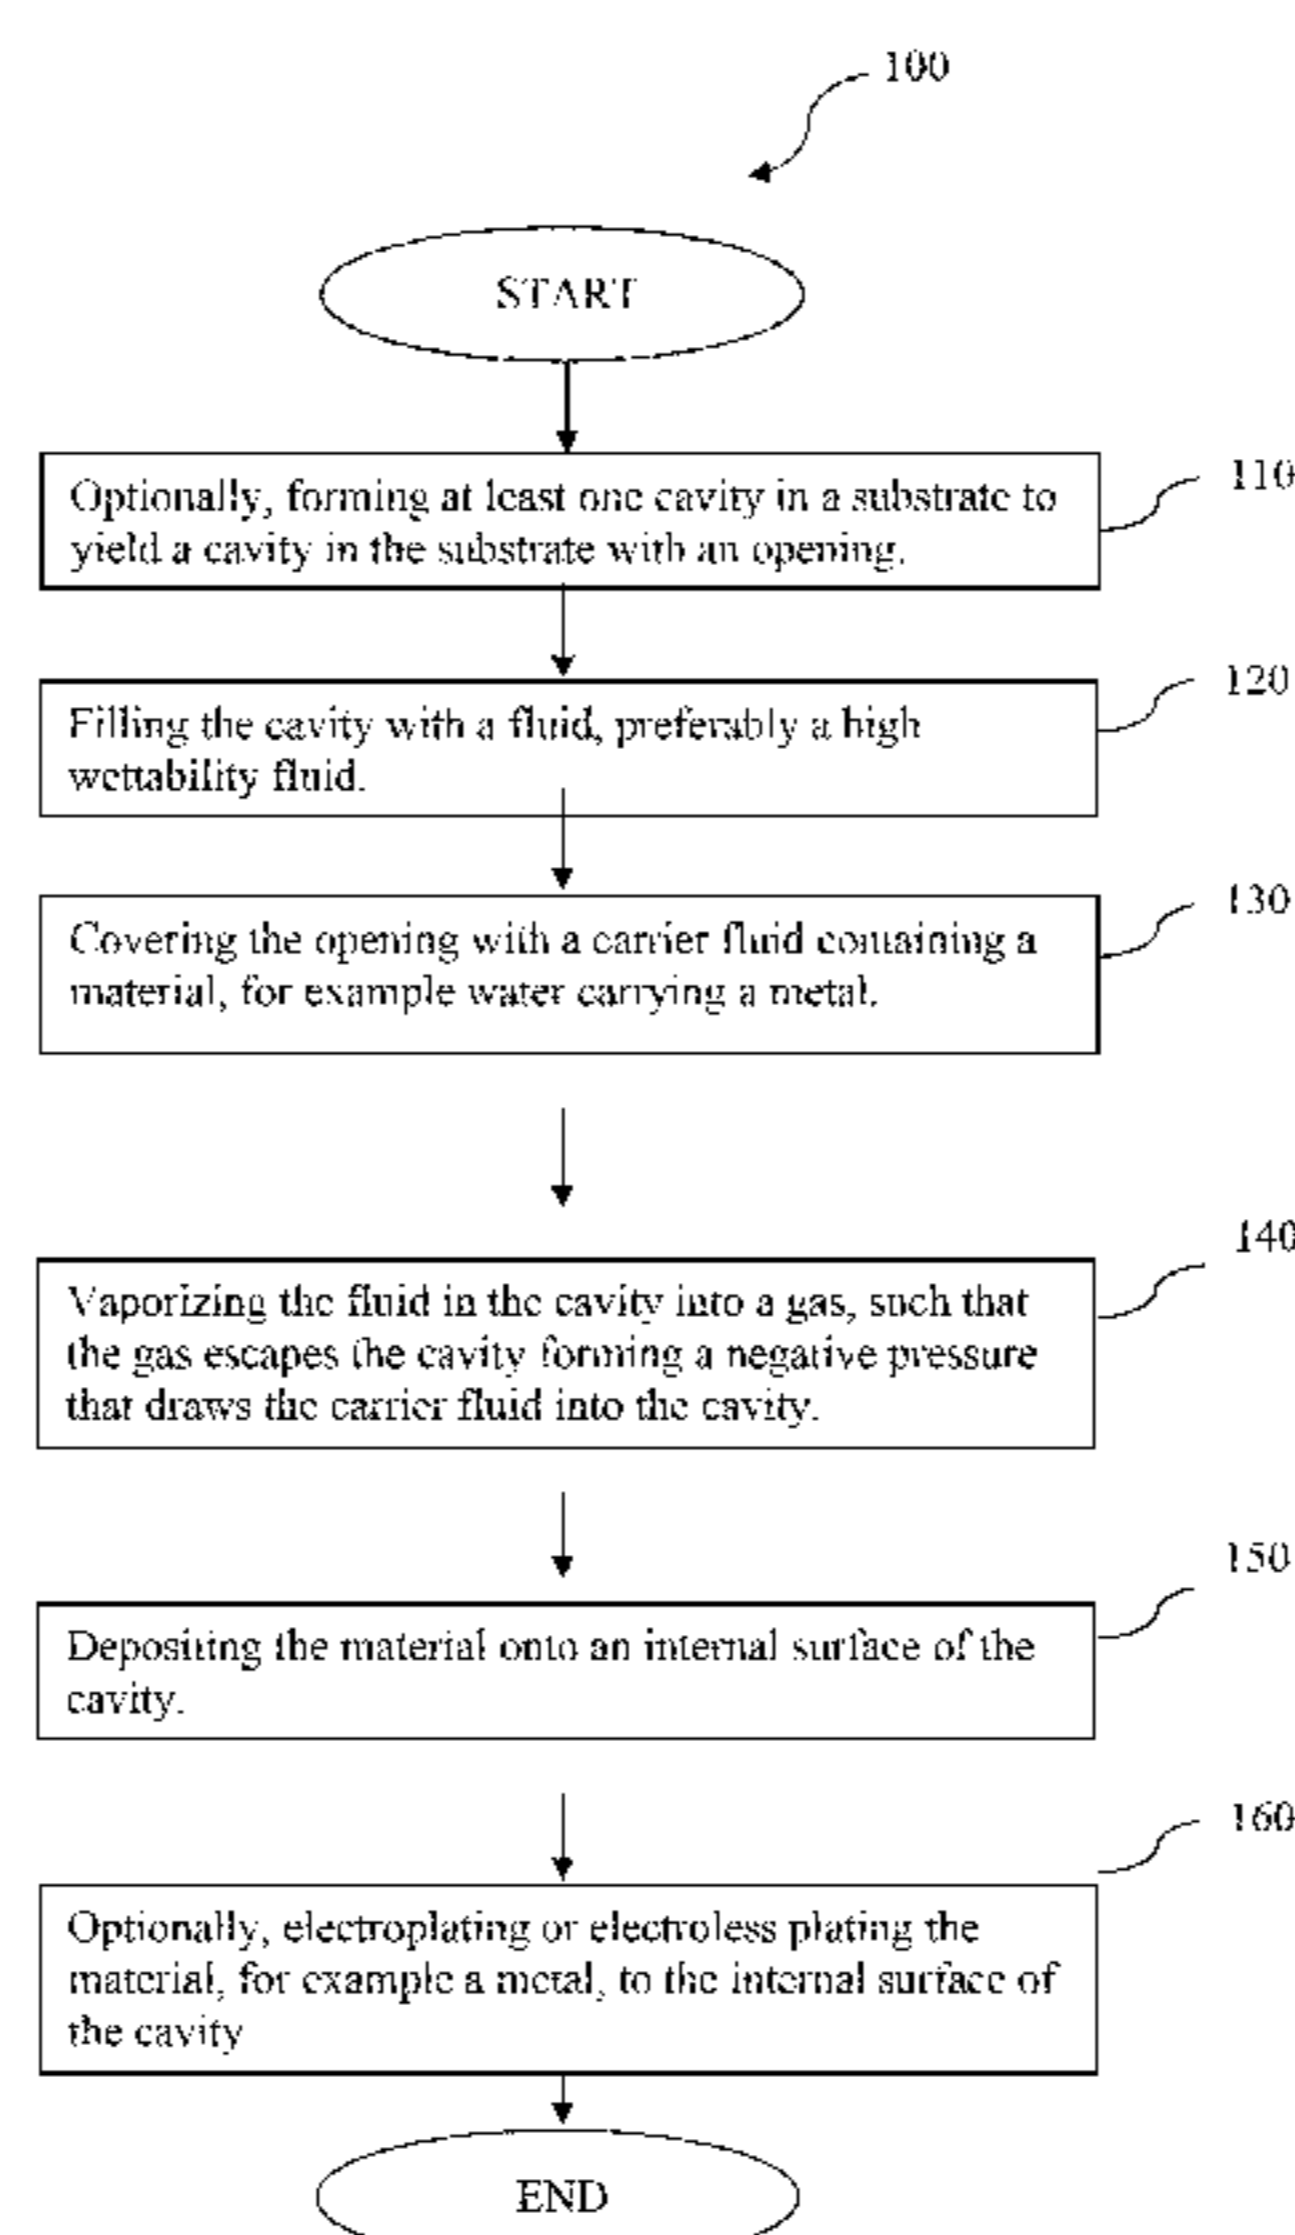 100
START
Optionally, forming at least one cavity in a substrate to
110
yield a cavity in the substrate with an opening.
120
Filling the cavity with a fluid, preferably a high
wettability fluid.
130
Covering the opening with a carrier fluid containing a
material, for example water carrying a metal.
140
Vaporizing the fluid in the cavity into a gas, such that
the gas escapes the cavity forming a negative pressure
that draws the carrier fluid into the cavity.
150
Depositing the material onto an internal surface of the
cavity.
160
Optionally, electroplating or electroless plating the
material, for example a metal, to the internal surface of
the cavity
END